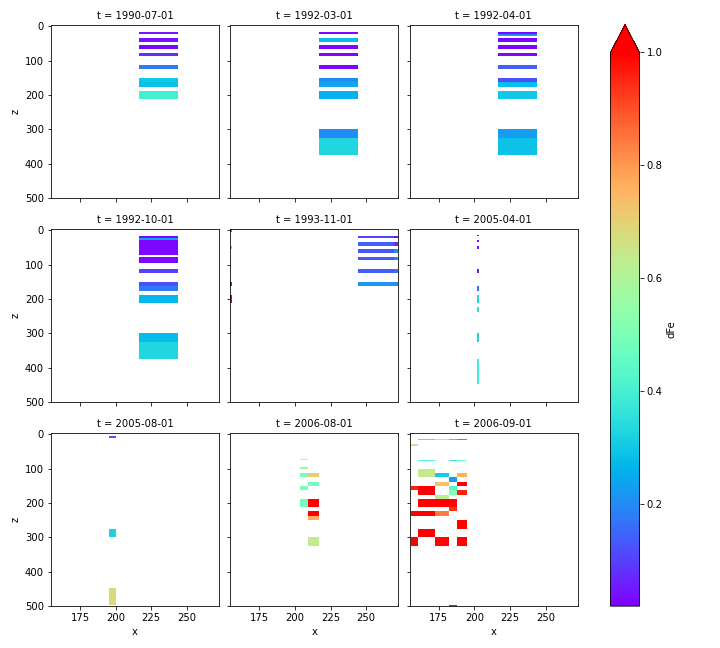 t = 1990-07-01
t = 1992-03-01
t = 1992-04-01
0
100
200
300
400
500
z
1.0
0.8
0.6
0.4
0.2
dFe
t = 1992-10-01
t = 1993-11-01
t = 2005-04-01
0
100
200
300
400
500
z
t = 2005-08-01
t = 2006-08-01
t = 2006-09-01
0
100
200
300
400
500
z
175 200 225 250
175 200 225 250
175 200 225 250
x
x
x